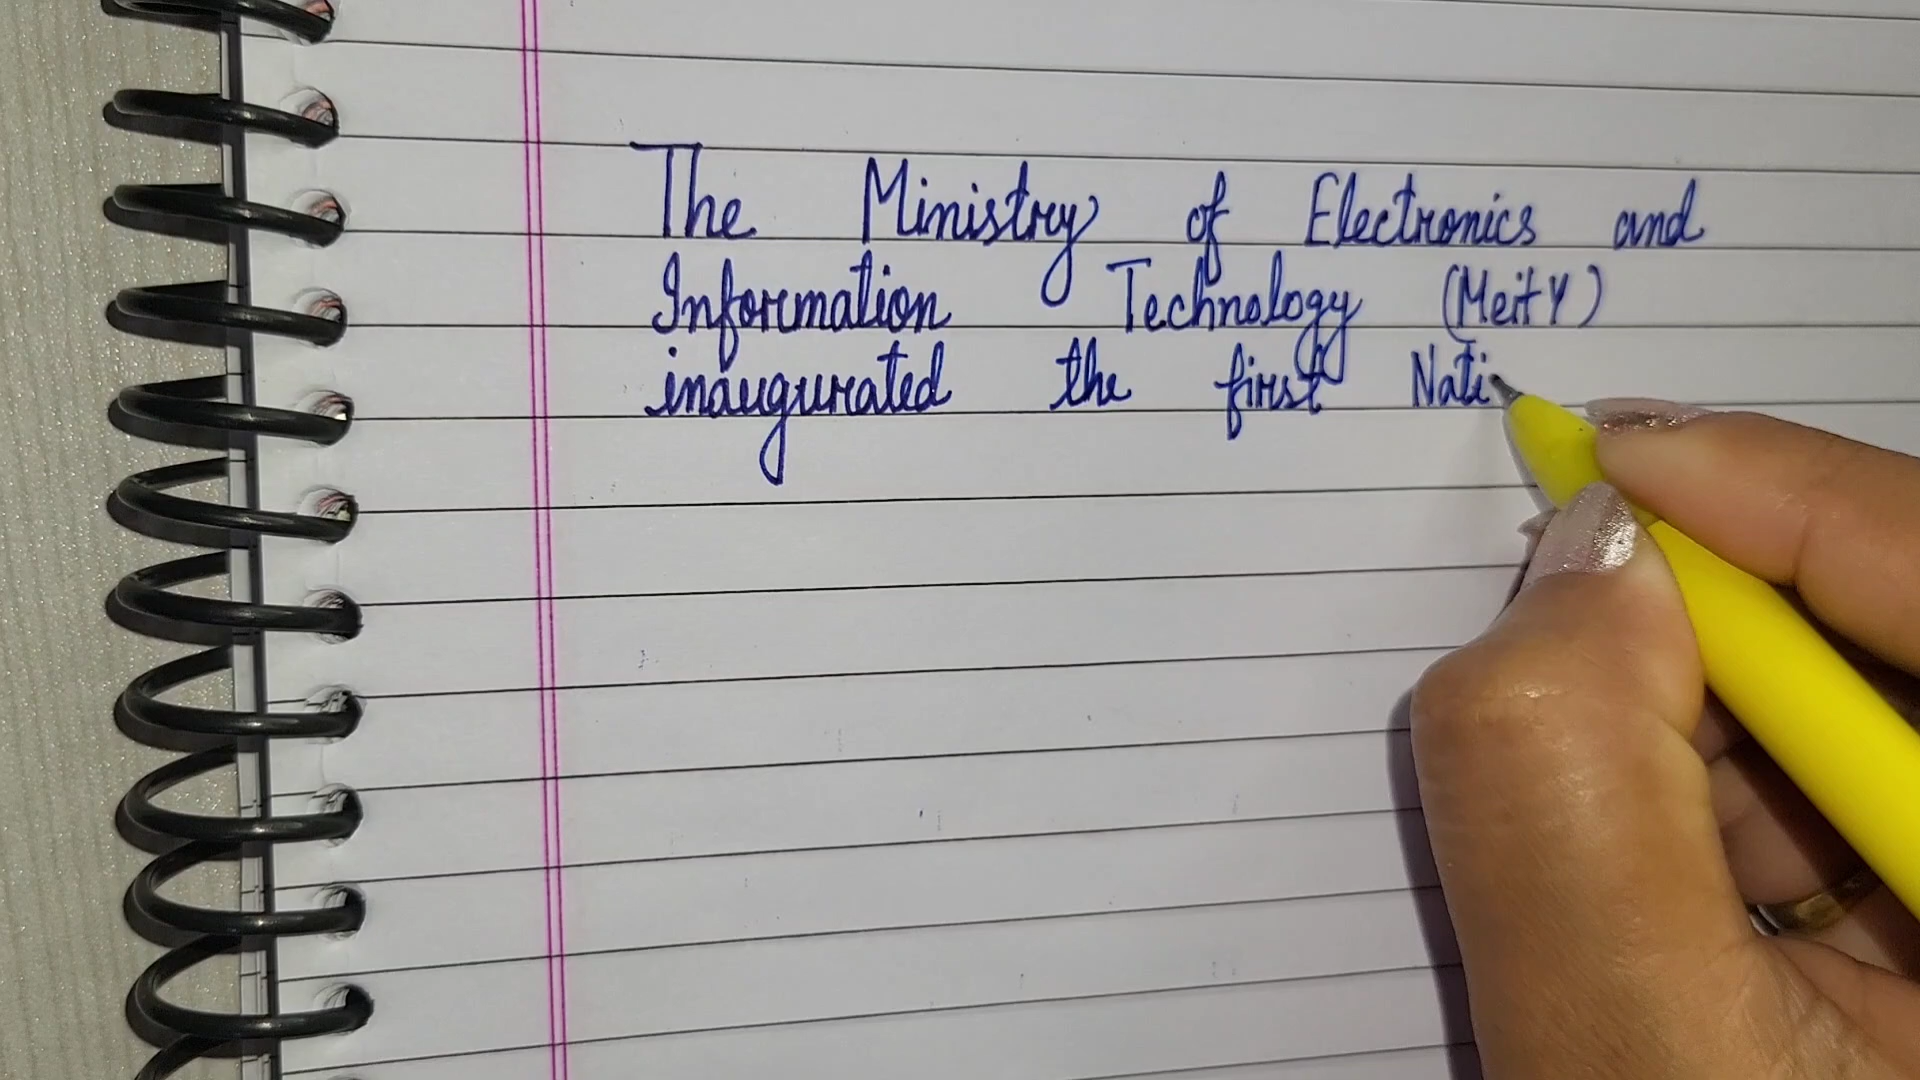 The Ministry of Electronics and
Information Technology (MeitY)
inaugurated the first Nati